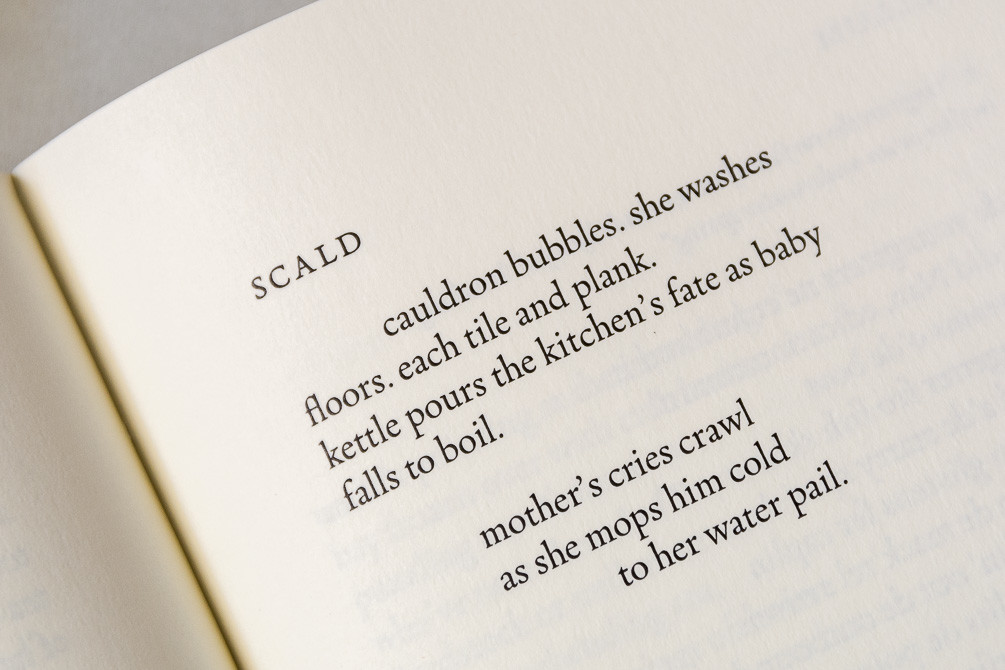 SCALD
cauldron bubbles. she washes
floors. each tile and plank.
kettle pours the kitchen's fate as baby
falls to boil.
mother's cries crawl
as she mops him cold
to her water pail.